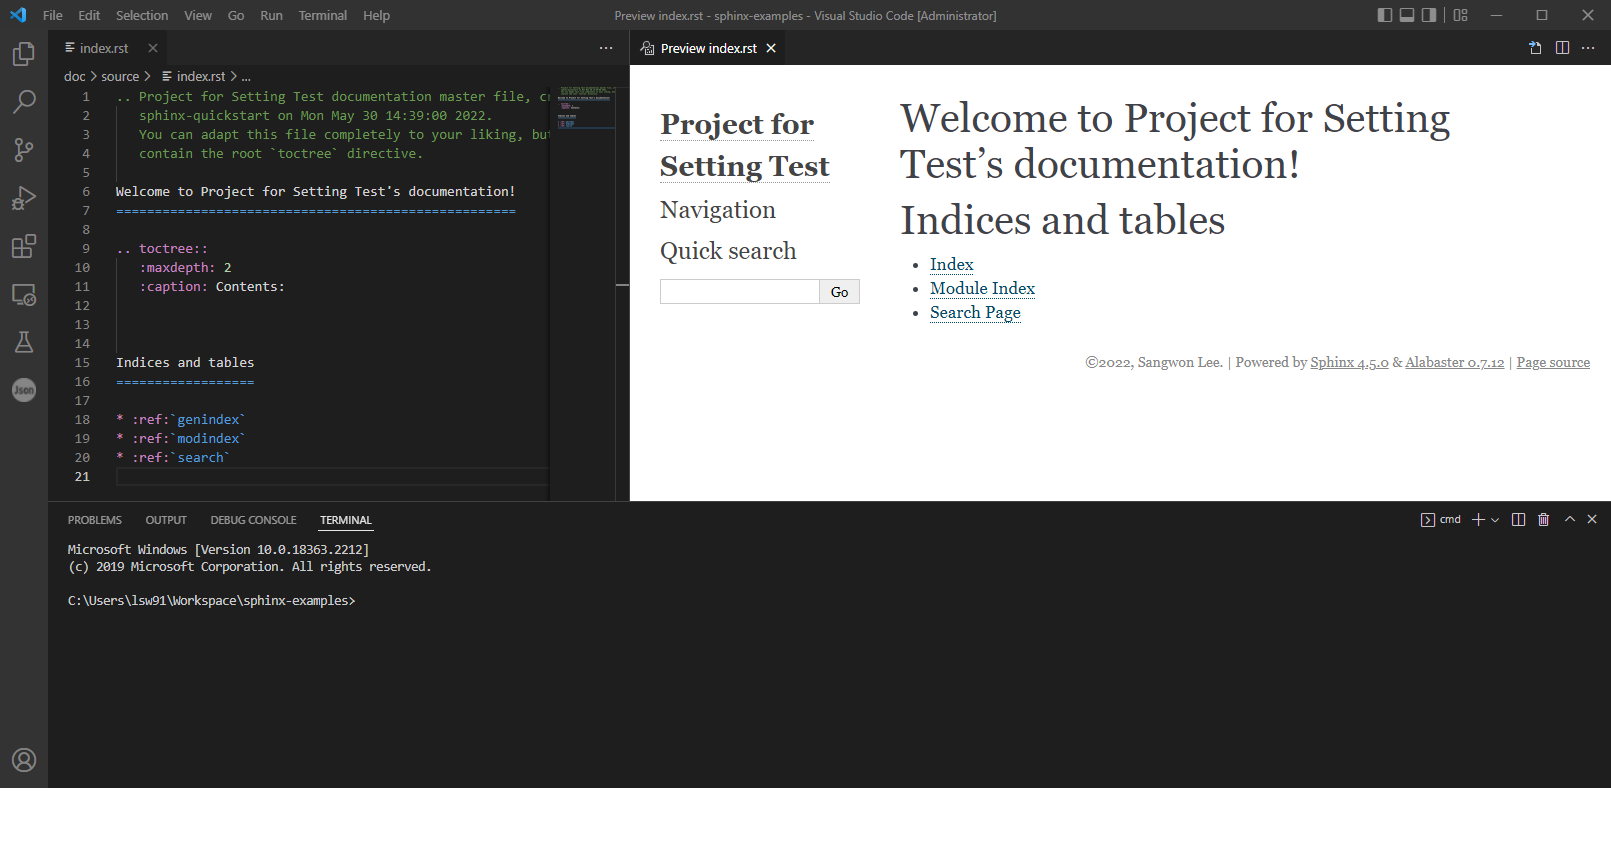 File Edit Selection View Go Run Terminal Help
Preview index.rst - sphinx-examples - Visual Studio Code [Administrator]
index.rst
doc > source > index.rst > ...
1 .. Project for Setting Test documentation master file,
2 sphinx-quickstart on Mon May 30 14:39:00 2022.
3 You can adapt this file completely to your liking,
4 contain the root `toctree` directive.
5
6 Welcome to Project for Setting Test's documentation!
7 ====================================================
8
9 .. toctree::
10 :maxdepth: 2
11 :caption: Contents:
12
13
14
15 Indices and tables
16 ==================
17
18 * :ref:`genindex`
19 * :ref:`modindex`
20 * :ref:`search`
21
Preview index.rst
Project for
Setting Test
Navigation
Quick search
Go
Welcome to Project for Setting
Test’s documentation!
Indices and tables
• Index
• Module Index
• Search Page
©2022, Sangwon Lee. | Powered by Sphinx 4.5.0 & Alabaster 0.7.12 | Page source
PROBLEMS OUTPUT DEBUG CONSOLE TERMINAL
cmd
Microsoft Windows [Version 10.0.18363.2212]
(c) 2019 Microsoft Corporation. All rights reserved.
C:\Users\lsw91\Workspace\sphinx-examples>
Json